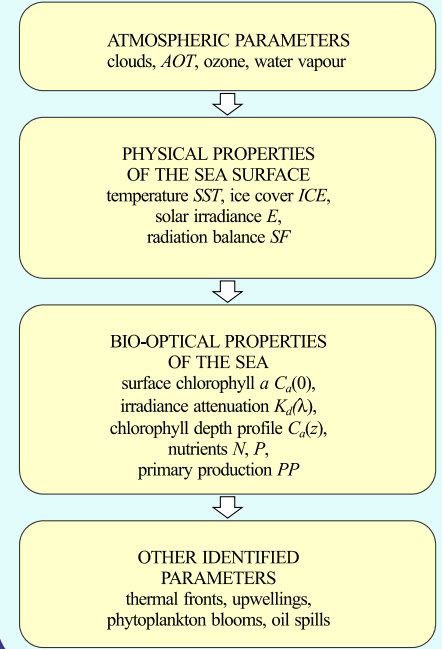 ATMOSPHERIC PARAMETERS
clouds, AOT, ozone, water vapour
PHYSICAL PROPERTIES
OF THE SEA SURFACE
temperature SST, ice cover ICE,
solar irradiance E,
radiation balance SF
BIO-OPTICAL PROPERTIES
OF THE SEA
surface chlorophyll a Ca(0),
irradiance attenuation Kd(λ),
chlorophyll depth profile Ca(z),
nutrients N, P,
primary production PP
OTHER IDENTIFIED
PARAMETERS
thermal fronts, upwellings,
phytoplankton blooms, oil spills